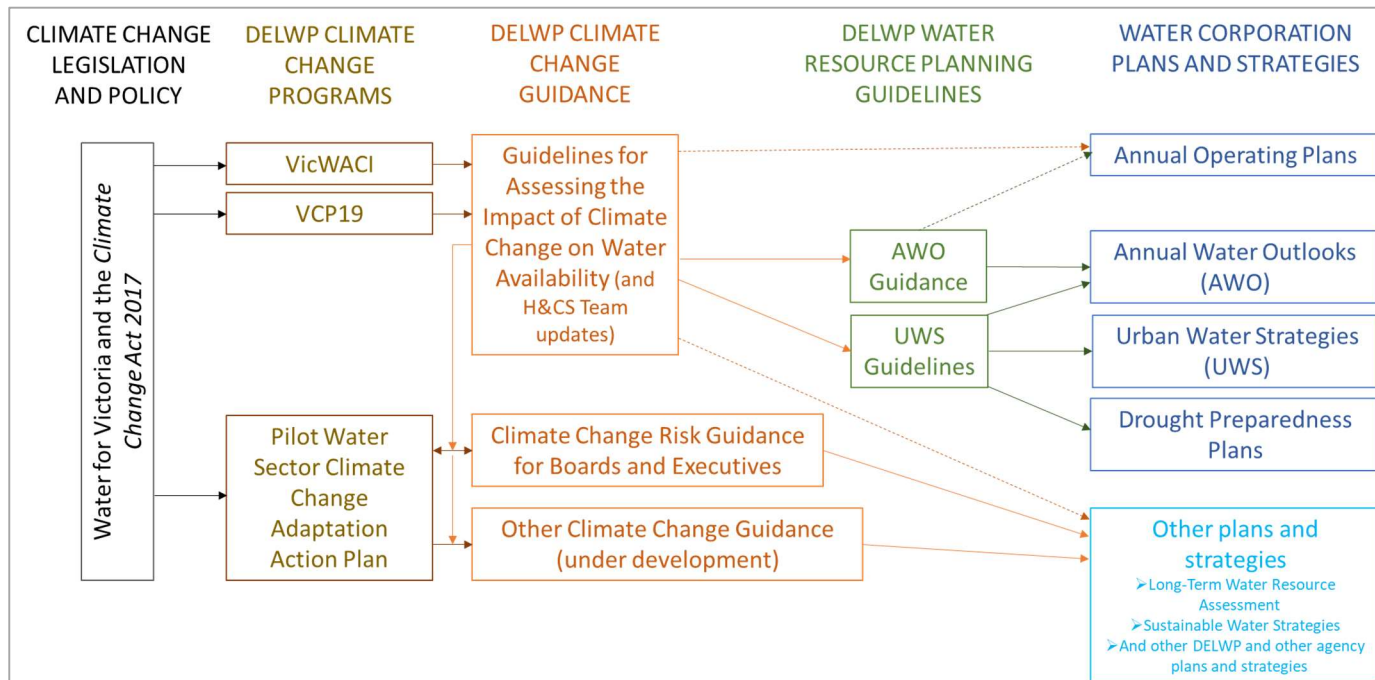 CLIMATE CHANGE
LEGISLATION
AND POLICY
DELWP CLIMATE
CHANGE
PROGRAMS
DELWP CLIMATE
CHANGE
GUIDANCE
DELWP WATER
RESOURCE PLANNING
GUIDELINES
WATER CORPORATION
PLANS AND STRATEGIES
Water for Victoria and the Climate
Change Act 2017
VicWACI
VCP19
Pilot Water
Sector Climate
Change
Adaptation
Action Plan
Guidelines for
Assessing the
Impact of Climate
Change on Water
Availability (and
H&CS Team
updates)
Climate Change Risk Guidance
for Boards and Executives
Other Climate Change Guidance
(under development)
AWO
Guidance
UWS
Guidelines
Annual Operating Plans
Annual Water Outlooks
(AWO)
Urban Water Strategies
(UWS)
Drought Preparedness
Plans
Other plans and
strategies
➢Long-Term Water Resource
Assessment
➢Sustainable Water Strategies
➢And other DELWP and other agency
plans and strategies